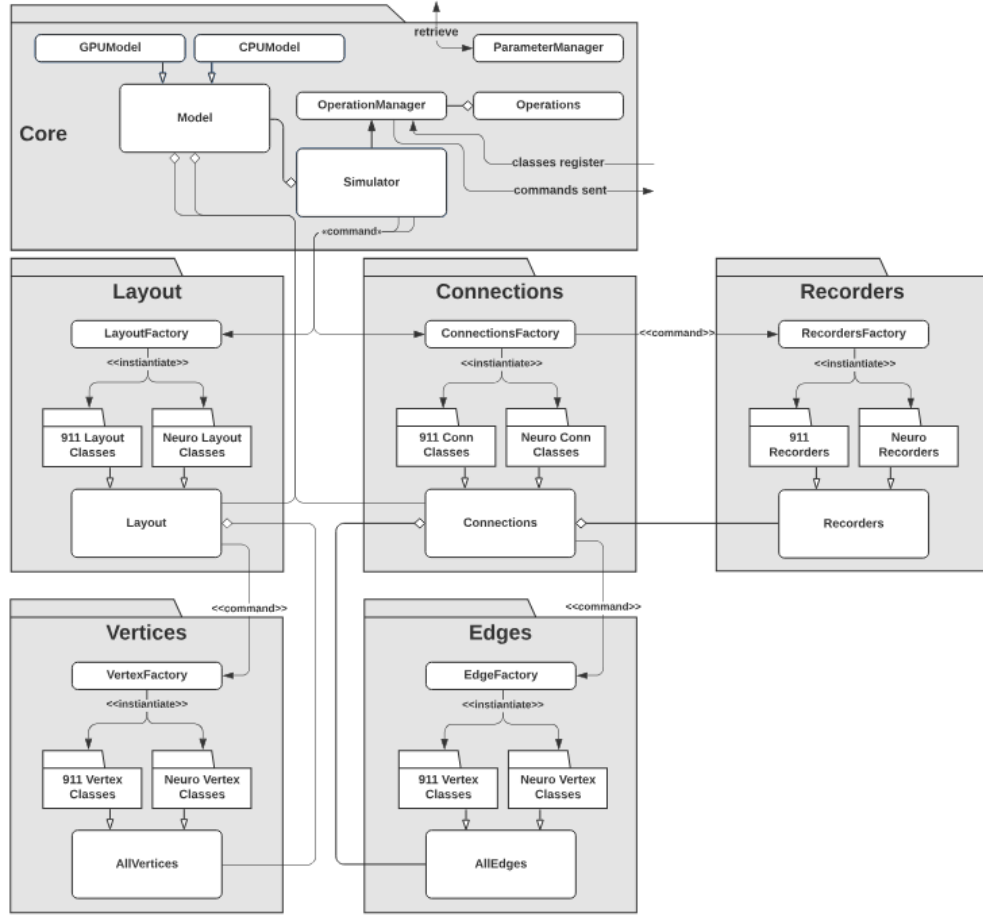 retrieve
GPUModel
CPUModel
ParameterManager
Model
OperationManager
Operations
Core
classes register
Simulator
commands sent
«command»
Layout
Connections
Recorders
LayoutFactory
ConnectionsFactory
<<command>>
RecordersFactory
<<instiantiate>>
<<instiantiate>>
<<instiantiate>>
911 Layout
Classes
Neuro Layout
Classes
911 Conn
Classes
Neuro Conn
Classes
911
Recorders
Neuro
Recorders
Layout
Connections
Recorders
<<command>>
<<command>>
Vertices
Edges
VertexFactory
EdgeFactory
<<instiantiate>>
<<instiantiate>>
911 Vertex
Classes
Neuro Vertex
Classes
911 Vertex
Classes
Neuro Vertex
Classes
AllVertices
AllEdges